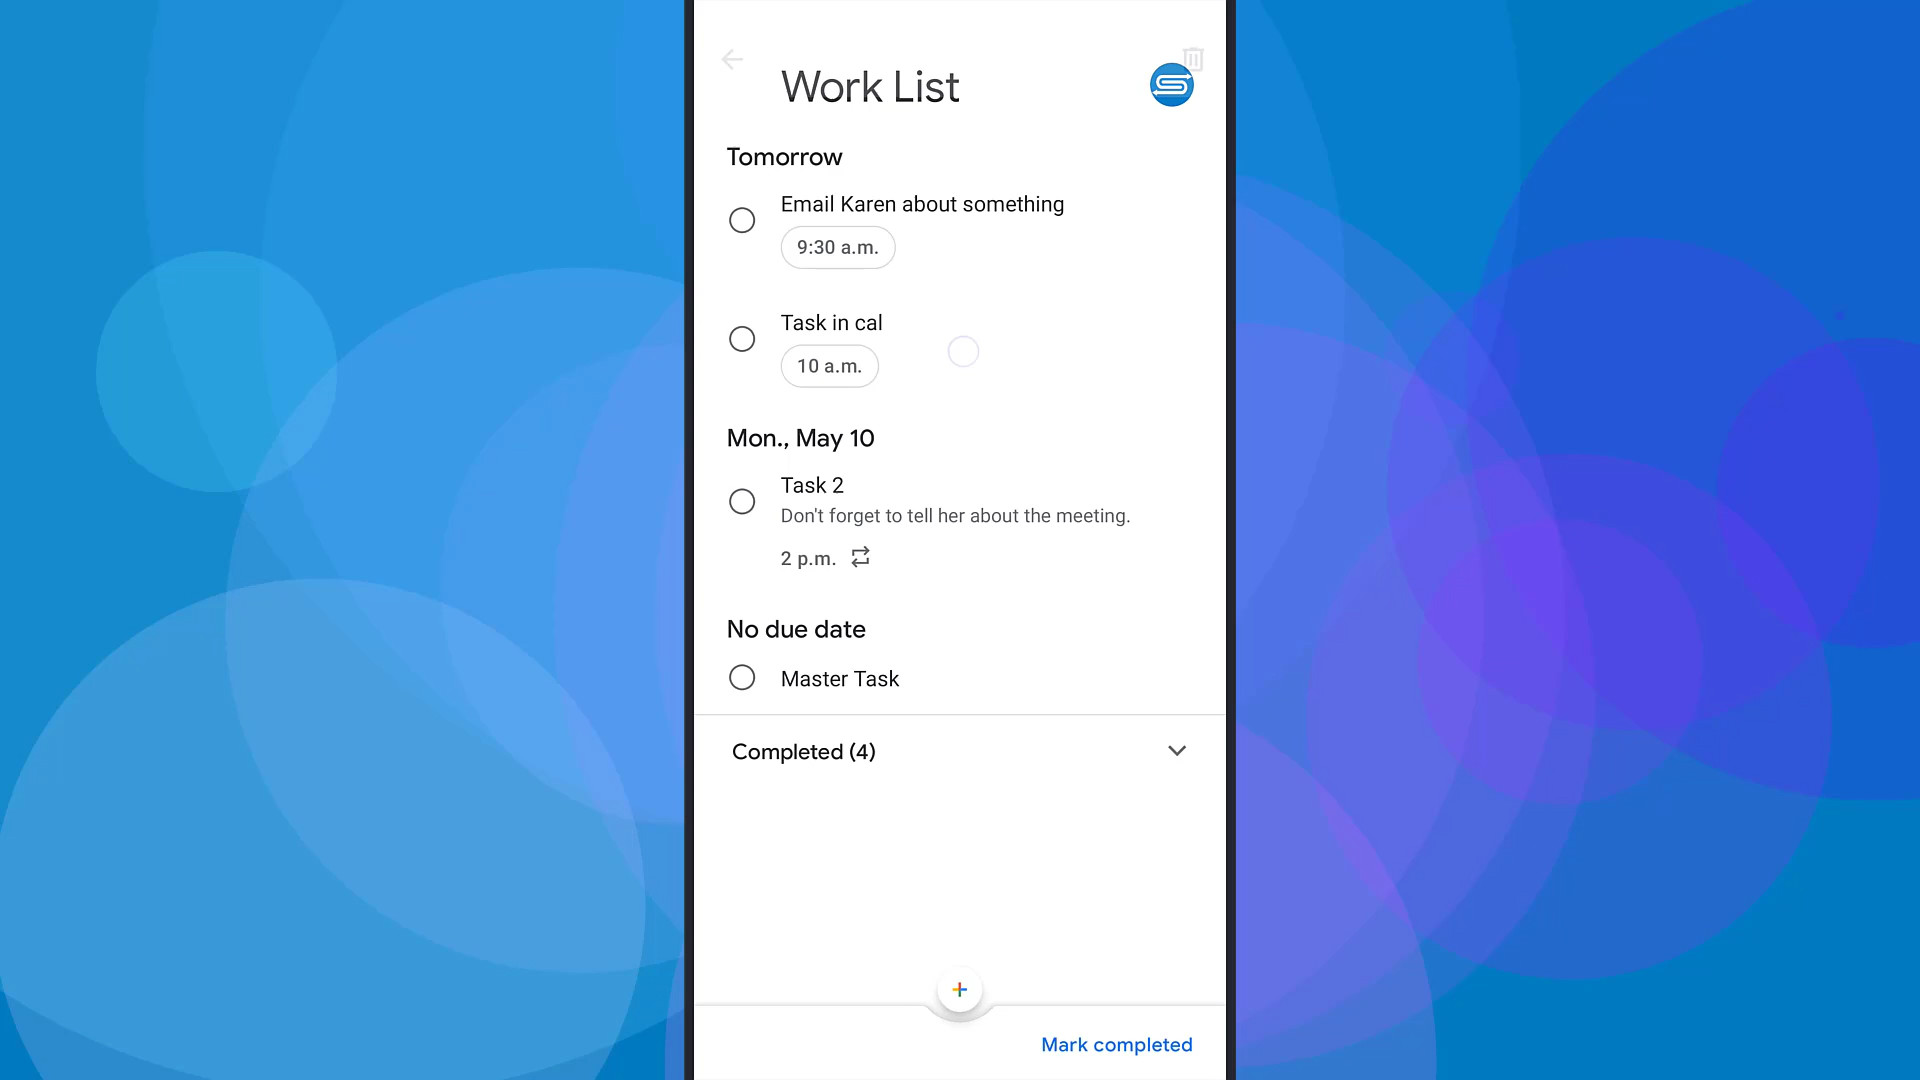 Work List
Tomorrow
Email Karen about something
9:30 a.m.
Task in cal
10 a.m.
Mon., May 10
Task 2
Don't forget to tell her about the meeting.
2 p.m.
No due date
Master Task
Completed (4)
Mark completed